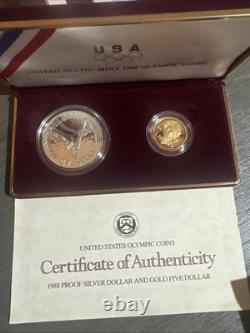 USA
UNITED STATES MINT 1988 OLYMPIC COINS
UNITED STATES OLYMPIC COINS
Certificate of Authenticity
1988 PROOF SILVER DOLLAR AND GOLD FIVE DOLLAR